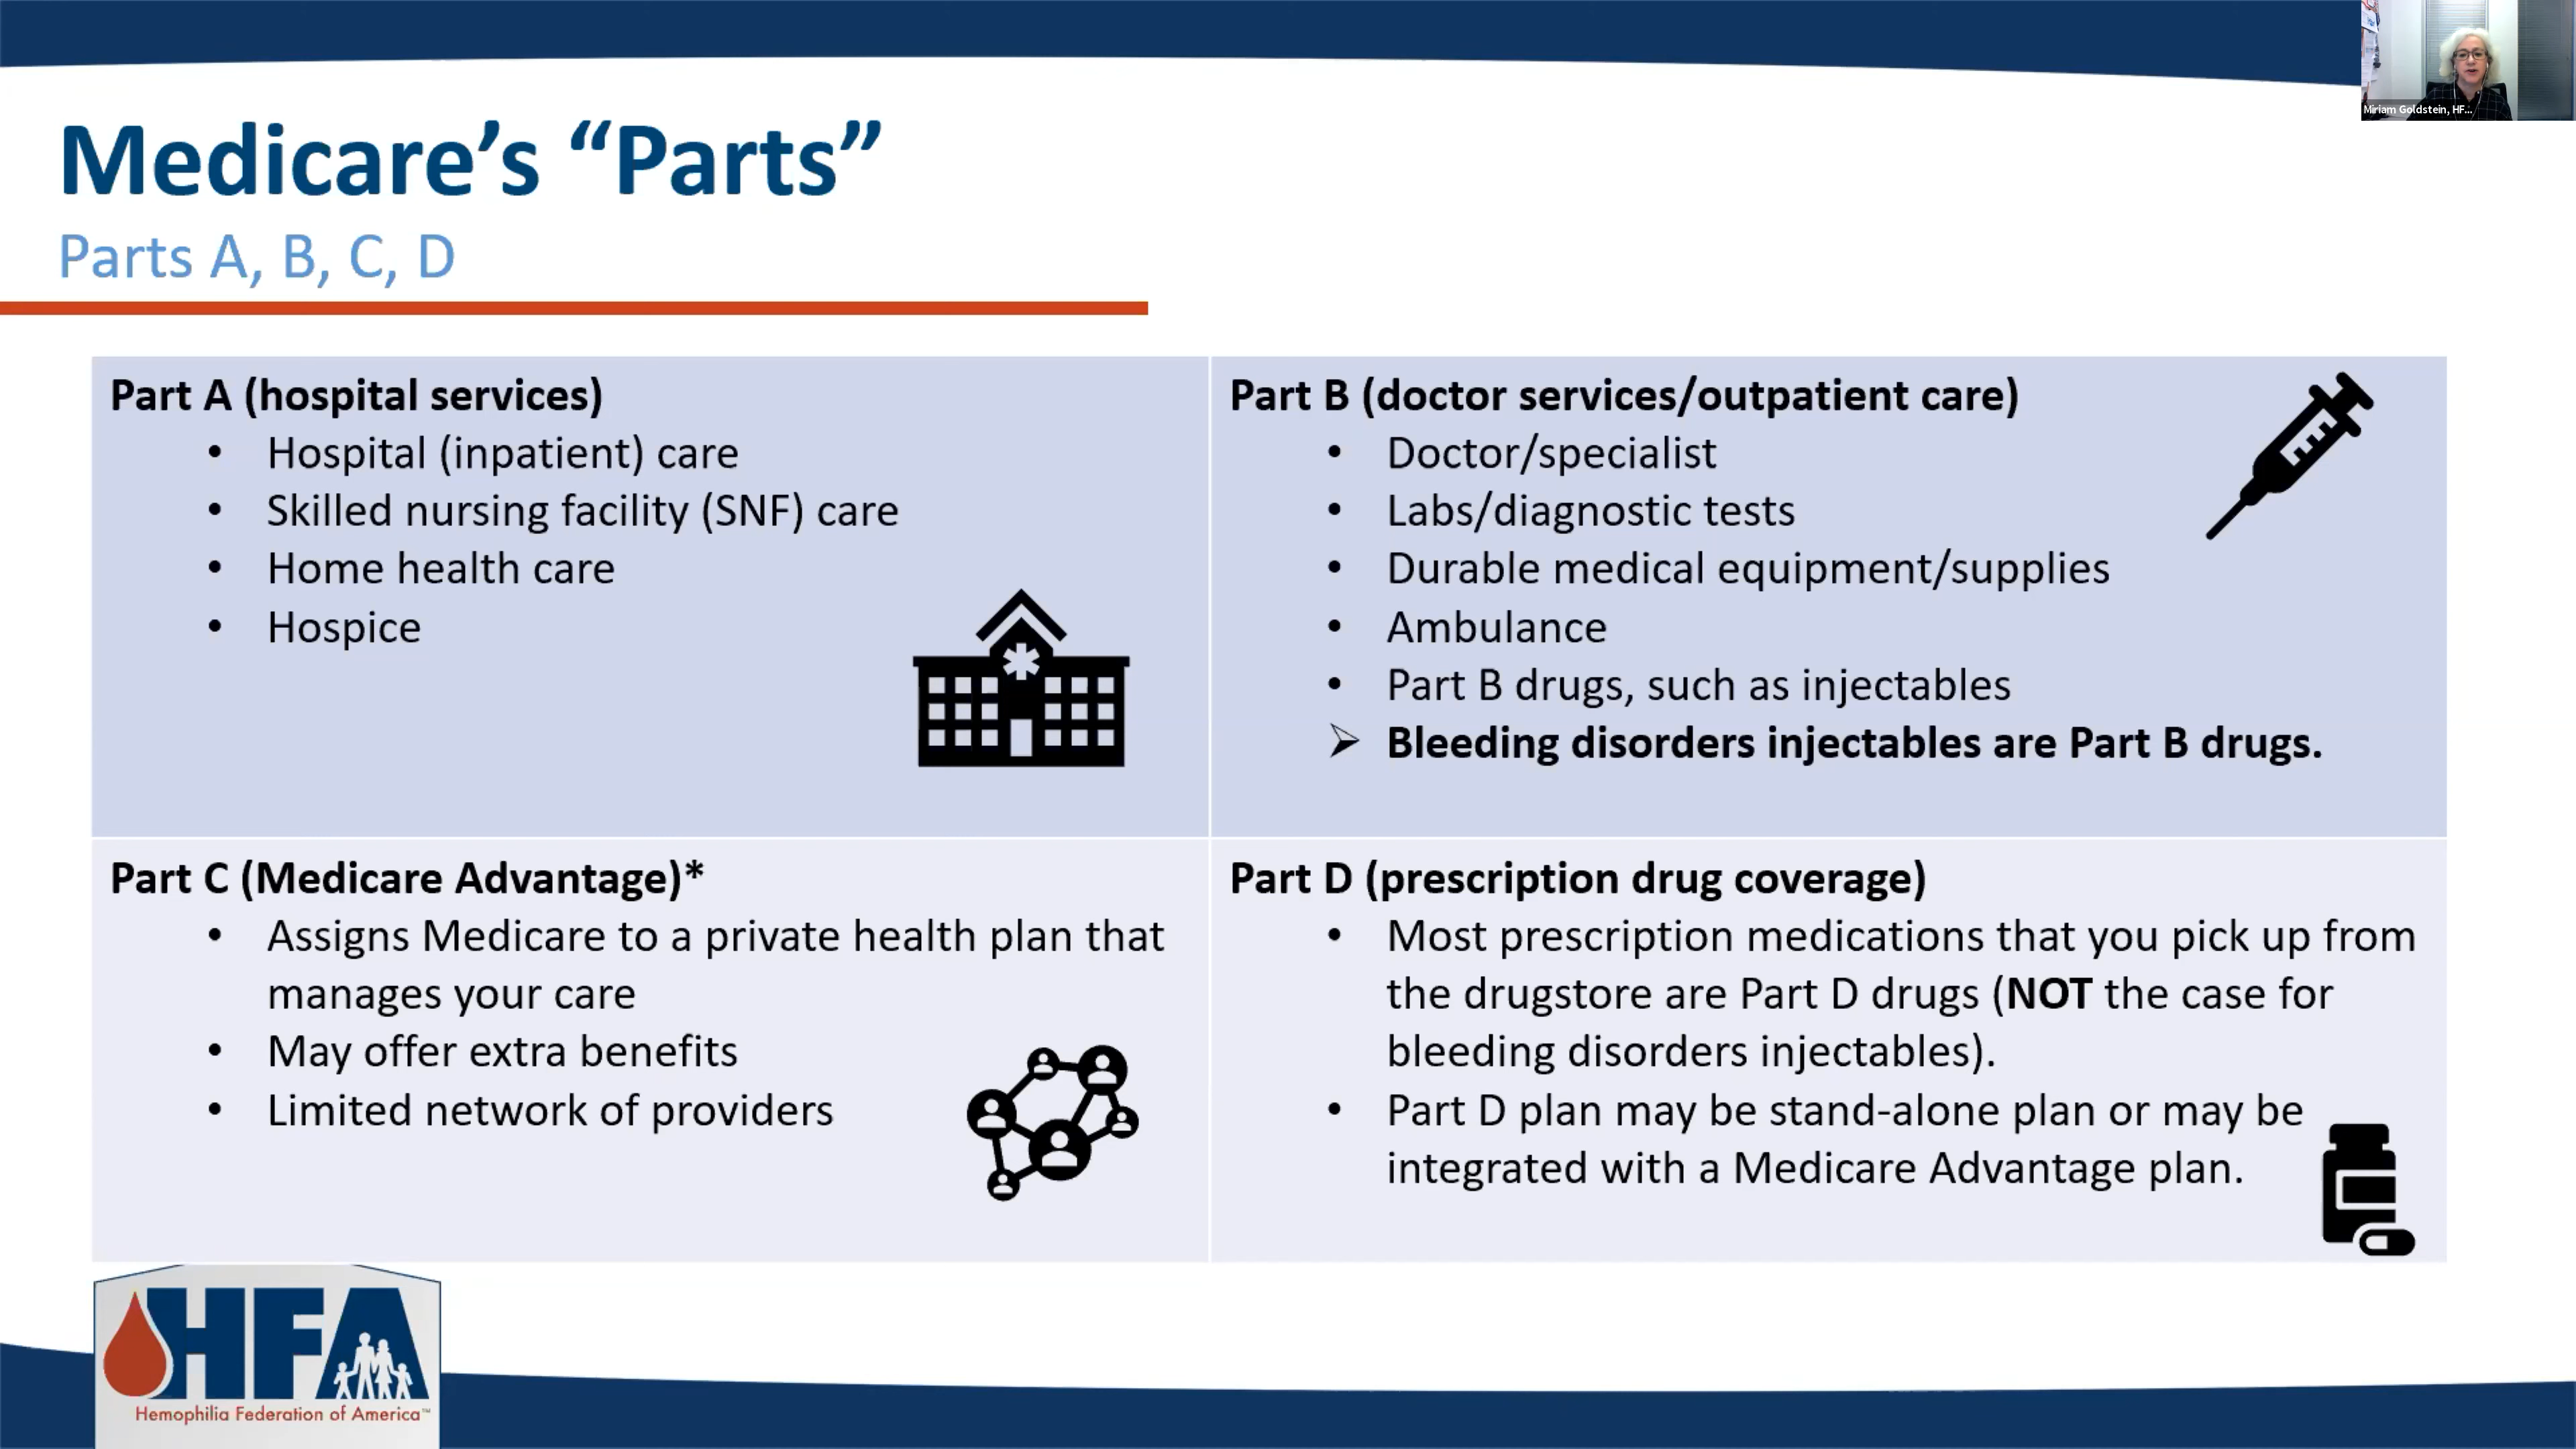 Miriam Goldstein, HF...
Medicare’s “Parts”
Parts A, B, C, D
Part A (hospital services)
• Hospital (inpatient) care
• Skilled nursing facility (SNF) care
• Home health care
• Hospice
Part B (doctor services/outpatient care)
• Doctor/specialist
• Labs/diagnostic tests
• Durable medical equipment/supplies
• Ambulance
• Part B drugs, such as injectables
➢ Bleeding disorders injectables are Part B drugs.
Part C (Medicare Advantage)*
• Assigns Medicare to a private health plan that
manages your care
• May offer extra benefits
• Limited network of providers
Part D (prescription drug coverage)
• Most prescription medications that you pick up from
the drugstore are Part D drugs (NOT the case for
bleeding disorders injectables).
• Part D plan may be stand-alone plan or may be
integrated with a Medicare Advantage plan.
HFA
Hemophilia Federation of America™